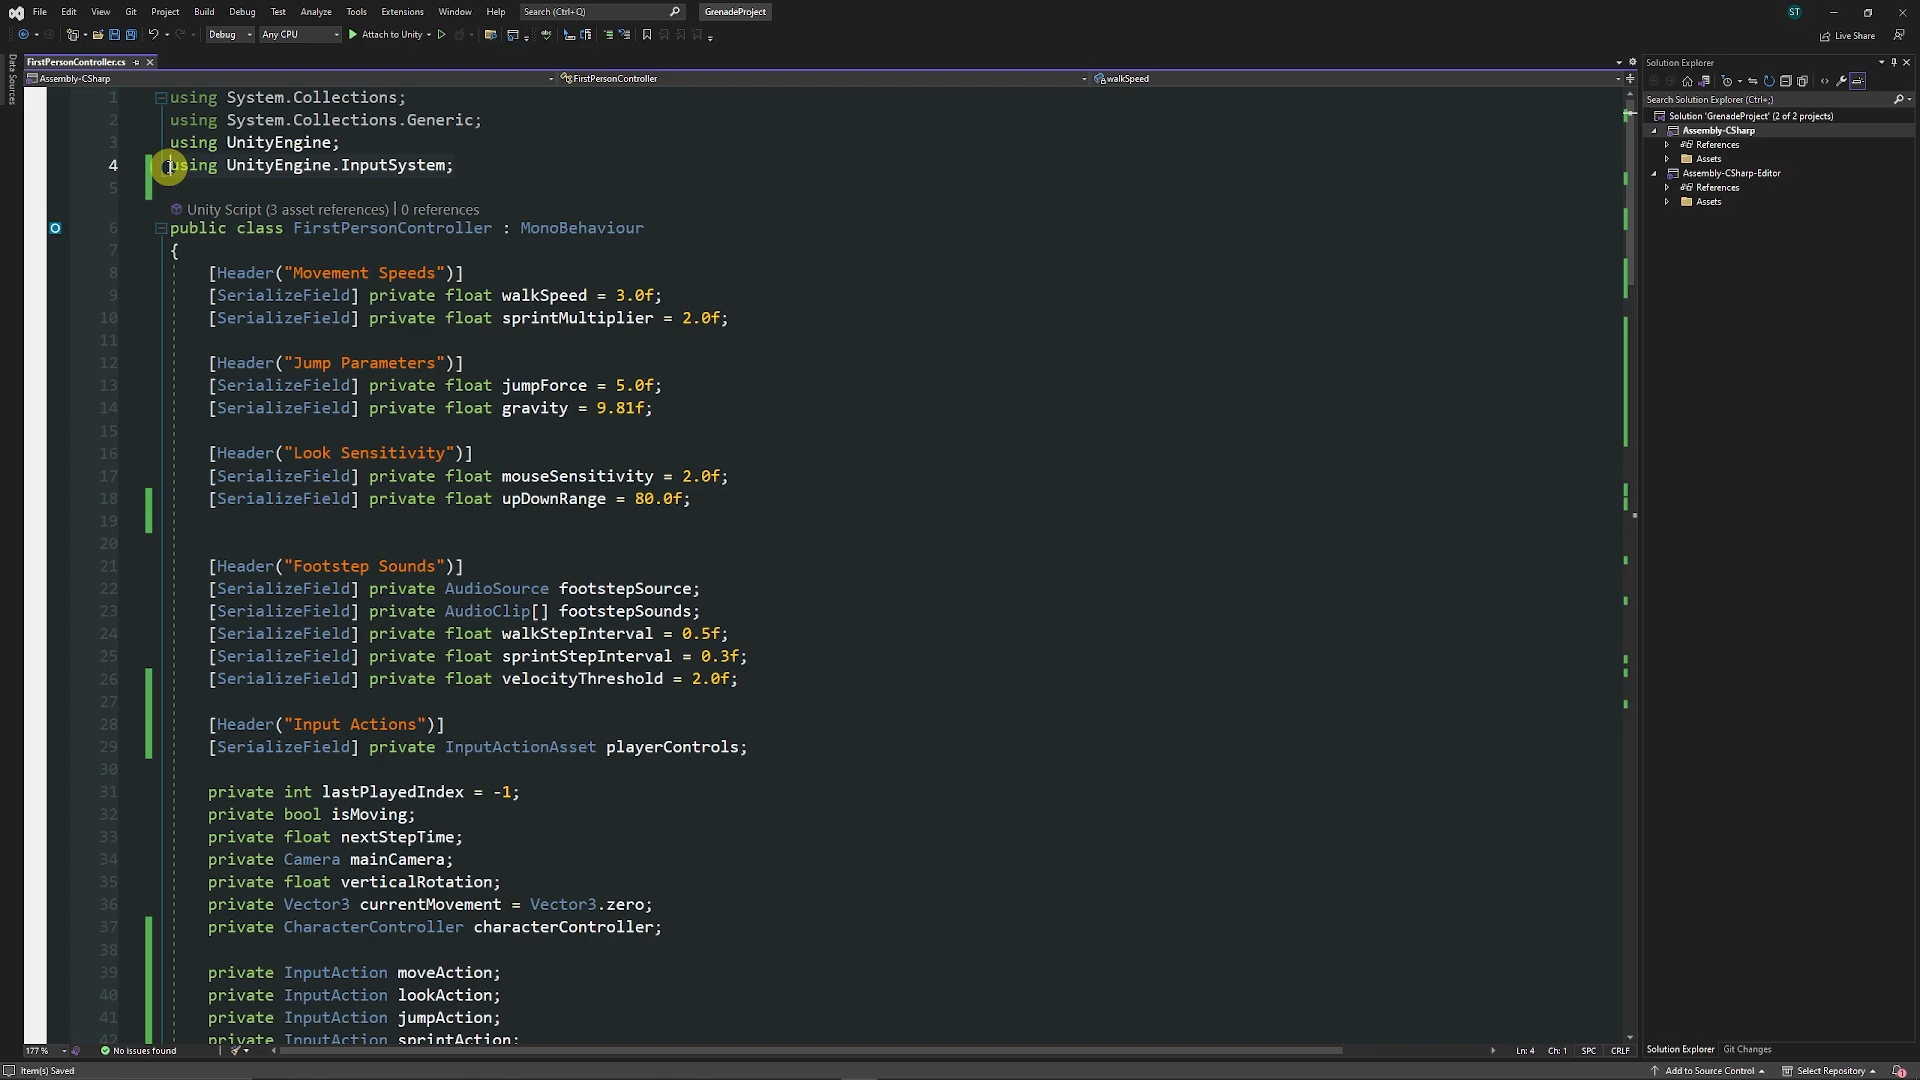 File Edit View Git Project Build Debug Test Analyze Tools Extensions Window Help Search (Ctrl+Q) GrenadeProject ST
Debug Any CPU Attach to Unity Live Share
Data Sources
FirstPersonController.cs
Assembly-CSharp FirstPersonController walkSpeed
1 using System.Collections;
2 using System.Collections.Generic;
3 using UnityEngine;
4 using UnityEngine.InputSystem;
5
Unity Script (3 asset references) | 0 references
6 public class FirstPersonController : MonoBehaviour
7 {
8 [Header("Movement Speeds")]
9 [SerializeField] private float walkSpeed = 3.0f;
10 [SerializeField] private float sprintMultiplier = 2.0f;
11
12 [Header("Jump Parameters")]
13 [SerializeField] private float jumpForce = 5.0f;
14 [SerializeField] private float gravity = 9.81f;
15
16 [Header("Look Sensitivity")]
17 [SerializeField] private float mouseSensitivity = 2.0f;
18 [SerializeField] private float upDownRange = 80.0f;
19
20
21 [Header("Footstep Sounds")]
22 [SerializeField] private AudioSource footstepSource;
23 [SerializeField] private AudioClip[] footstepSounds;
24 [SerializeField] private float walkStepInterval = 0.5f;
25 [SerializeField] private float sprintStepInterval = 0.3f;
26 [SerializeField] private float velocityThreshold = 2.0f;
27
28 [Header("Input Actions")]
29 [SerializeField] private InputActionAsset playerControls;
30
31 private int lastPlayedIndex = -1;
32 private bool isMoving;
33 private float nextStepTime;
34 private Camera mainCamera;
35 private float verticalRotation;
36 private Vector3 currentMovement = Vector3.zero;
37 private CharacterController characterController;
38
39 private InputAction moveAction;
40 private InputAction lookAction;
41 private InputAction jumpAction;
42 private InputAction sprintAction;
177 % No issues found Ln: 4 Ch: 1 SPC CRLF
Solution Explorer
Search Solution Explorer (Ctrl+;)
Solution 'GrenadeProject' (2 of 2 projects)
Assembly-CSharp
References
Assets
Assembly-CSharp-Editor
References
Assets
Solution Explorer Git Changes
Item(s) Saved Add to Source Control Select Repository 1